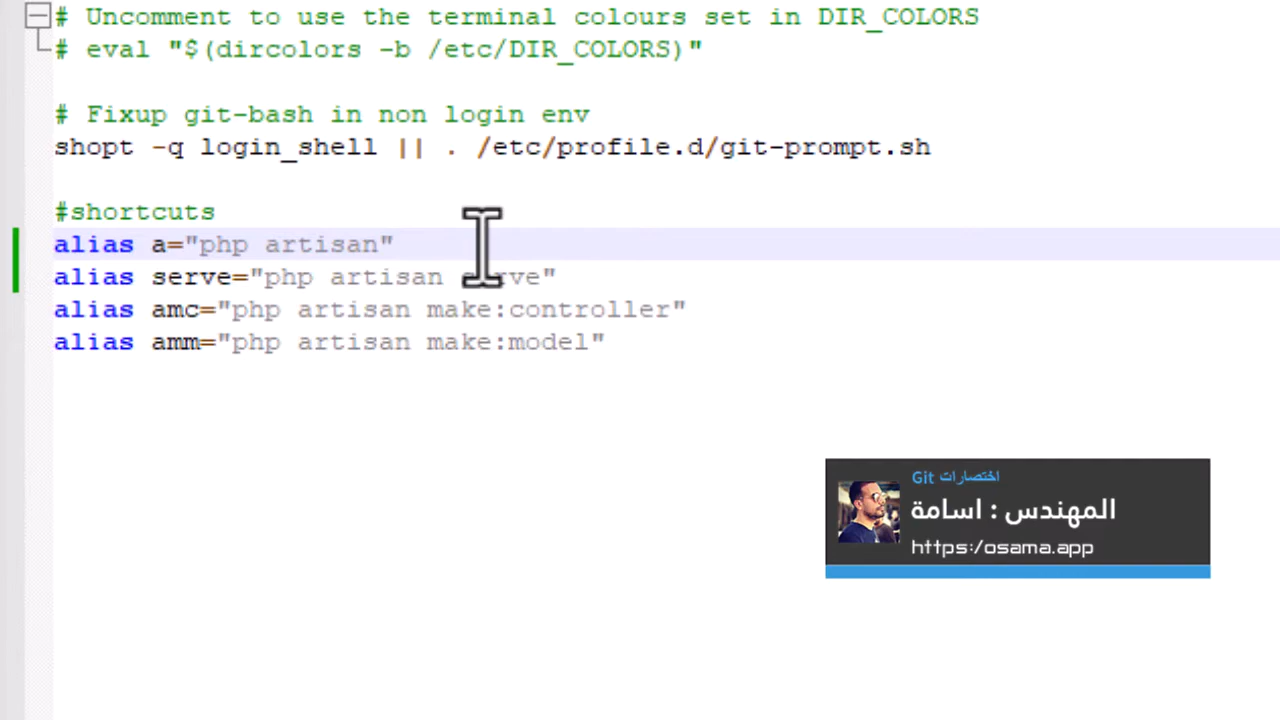 # Uncomment to use the terminal colours set in DIR_COLORS
# eval "$(dircolors -b /etc/DIR_COLORS)"
# Fixup git-bash in non login env
shopt -q login_shell || . /etc/profile.d/git-prompt.sh
#shortcuts
alias a="php artisan"
alias serve="php artisan serve"
alias amc="php artisan make:controller"
alias amm="php artisan make:model"
اختصارات Git
المهندس : اسامة
https:/osama.app